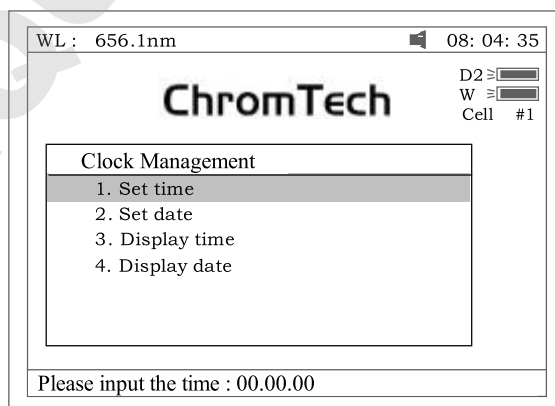 WL : 656.1nm 08: 04: 35
ChromTech
D2
W
Cell #1
Clock Management
1. Set time
2. Set date
3. Display time
4. Display date
Please input the time : 00.00.00